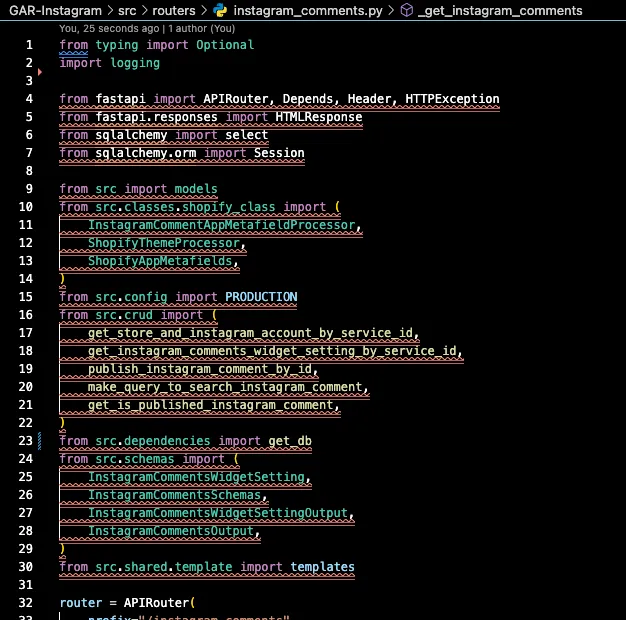 GAR-Instagram > src > routers > instagram_comments.py > _get_instagram_comments
You, 25 seconds ago | 1 author (You)
1 from typing import Optional
2 import logging
3
4 from fastapi import APIRouter, Depends, Header, HTTPException
5 from fastapi.responses import HTMLResponse
6 from sqlalchemy import select
7 from sqlalchemy.orm import Session
8
9 from src import models
10 from src.classes.shopify_class import (
11     InstagramCommentAppMetafieldProcessor,
12     ShopifyThemeProcessor,
13     ShopifyAppMetafields,
14 )
15 from src.config import PRODUCTION
16 from src.crud import (
17     get_store_and_instagram_account_by_service_id,
18     get_instagram_comments_widget_setting_by_service_id,
19     publish_instagram_comment_by_id,
20     make_query_to_search_instagram_comment,
21     get_is_published_instagram_comment,
22 )
23 from src.dependencies import get_db
24 from src.schemas import (
25     InstagramCommentsWidgetSetting,
26     InstagramCommentsSchemas,
27     InstagramCommentsWidgetSettingOutput,
28     InstagramCommentsOutput,
29 )
30 from src.shared.template import templates
31
32 router = APIRouter(
33     prefix="/instagram_comments"